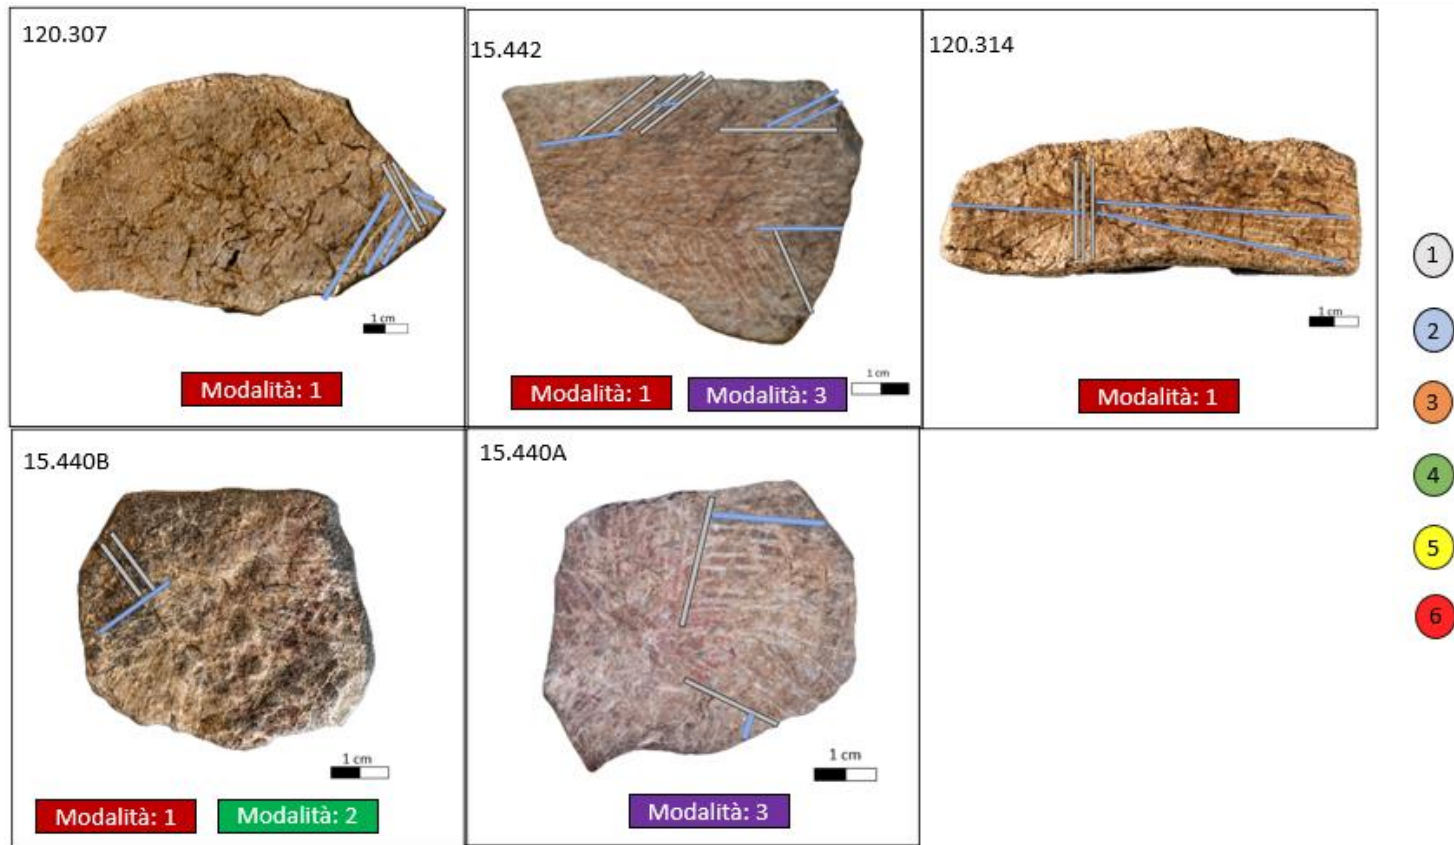 120.307
1 cm
Modalità: 1
15.442
1 cm
Modalità: 1
Modalità: 3
120.314
1 cm
Modalità: 1
15.440B
1 cm
Modalità: 1
Modalità: 2
15.440A
1 cm
Modalità: 3
1
2
3
4
5
6